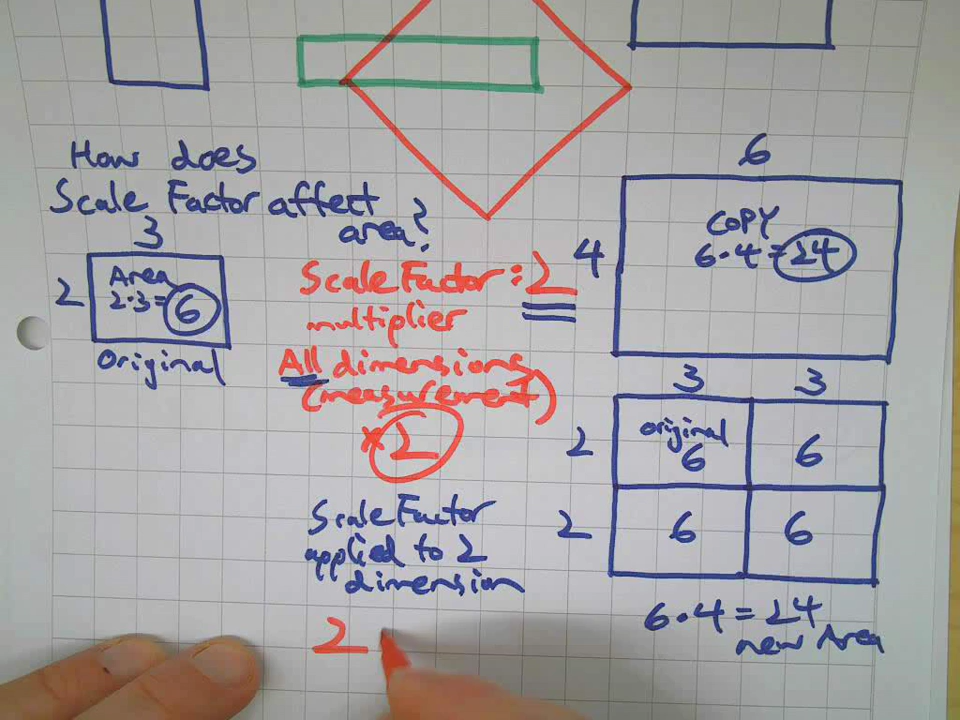 How does
Scale Factor affect
area?
3
2
Area
2·3=6
Original
Scale Factor: 2
multiplier
All dimensions
(measurement)
×2
Scale Factor
applied to 2
dimension
2 ·
6
4
COPY
6·4=24
3 3
2
original
6
6
2
6
6
6·4=24
new Area